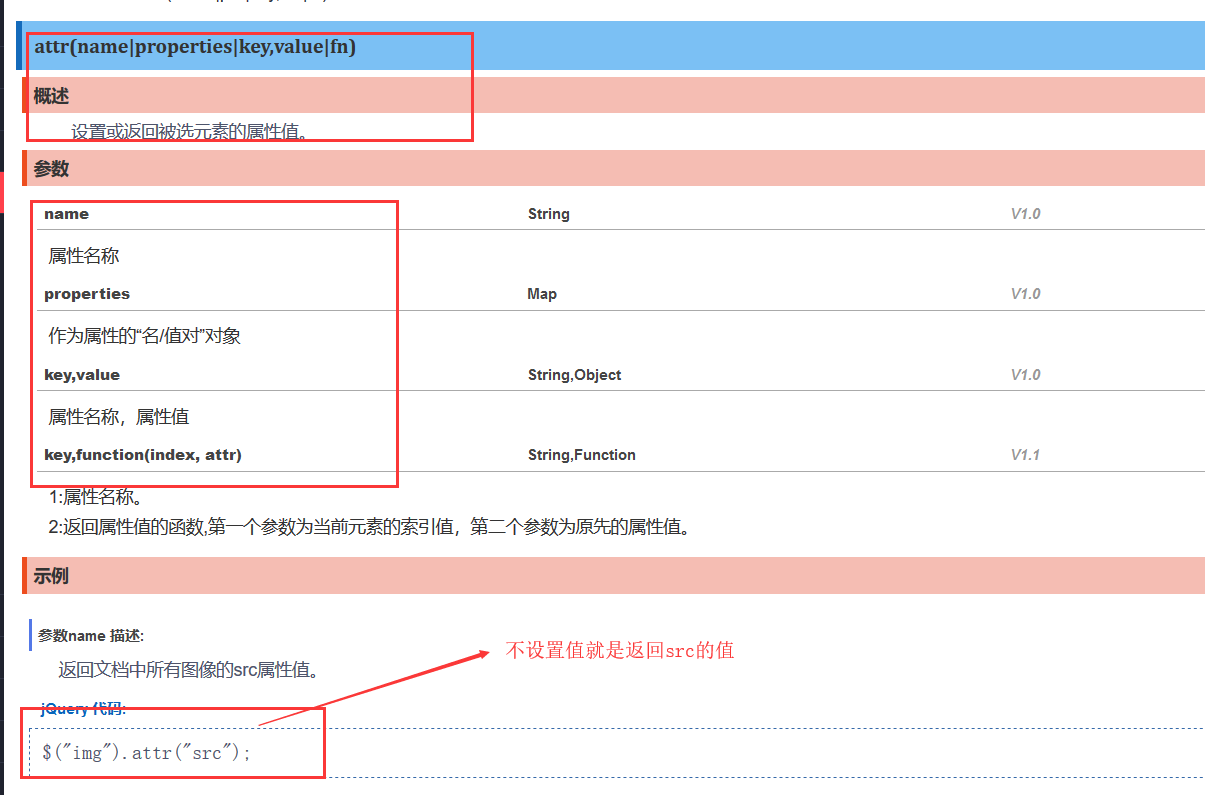 attr(name|properties|key,value|fn)
概述
设置或返回被选元素的属性值。
参数
name String V1.0
属性名称
properties Map V1.0
作为属性的“名/值对”对象
key,value String,Object V1.0
属性名称，属性值
key,function(index, attr) String,Function V1.1
1:属性名称。
2:返回属性值的函数,第一个参数为当前元素的索引值，第二个参数为原先的属性值。
示例
参数name 描述:
不设置值就是返回src的值
返回文档中所有图像的src属性值。
jQuery 代码:
$("img").attr("src");